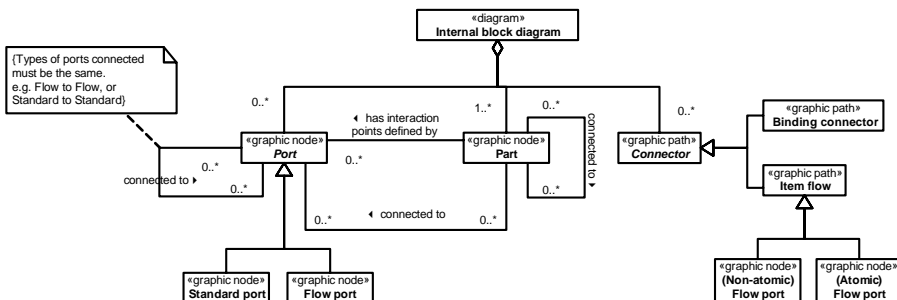 «diagram»
Internal block diagram
{Types of ports connected
must be the same.
e.g. Flow to Flow, or
Standard to Standard}
0..*
1..*
0..*
0..*
has interaction
points defined by
connected to
«graphic node»
Port
«graphic node»
Part
«graphic path»
Connector
«graphic path»
Binding connector
0..*
0..*
connected to
0..*
0..*
«graphic path»
Item flow
0..*
connected to
0..*
«graphic node»
Standard port
«graphic node»
Flow port
«graphic node»
(Non-atomic)
Flow port
«graphic node»
(Atomic)
Flow port